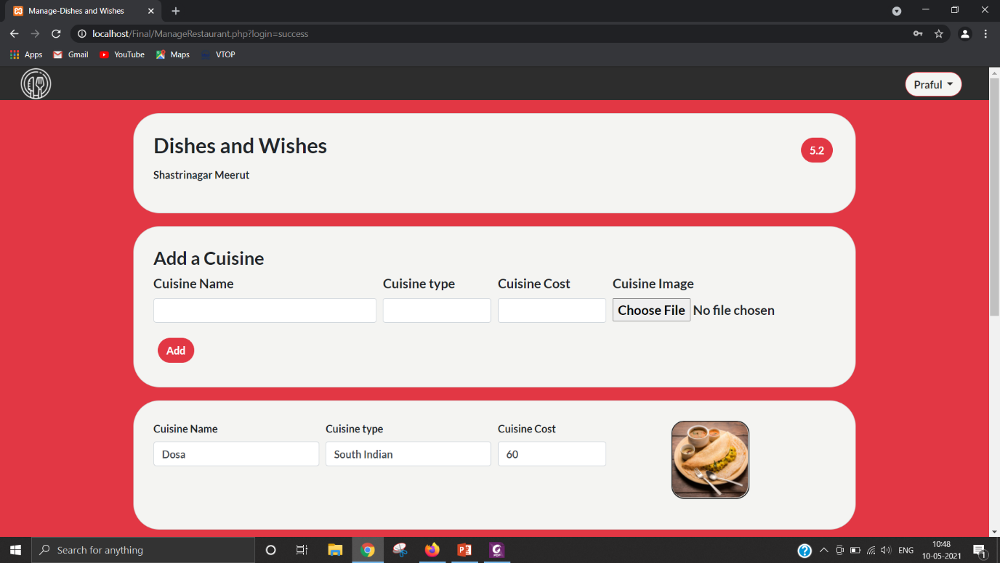 Manage-Dishes and Wishes
localhost/Final/ManageRestaurant.php?login=success
Apps Gmail YouTube Maps VTOP
Praful
Dishes and Wishes
5.2
Shastrinagar Meerut
Add a Cuisine
Cuisine Name Cuisine type Cuisine Cost Cuisine Image
Choose File No file chosen
Add
Cuisine Name Cuisine type Cuisine Cost
Dosa South Indian 60
Search for anything
ENG
10:48
10-05-2021
1